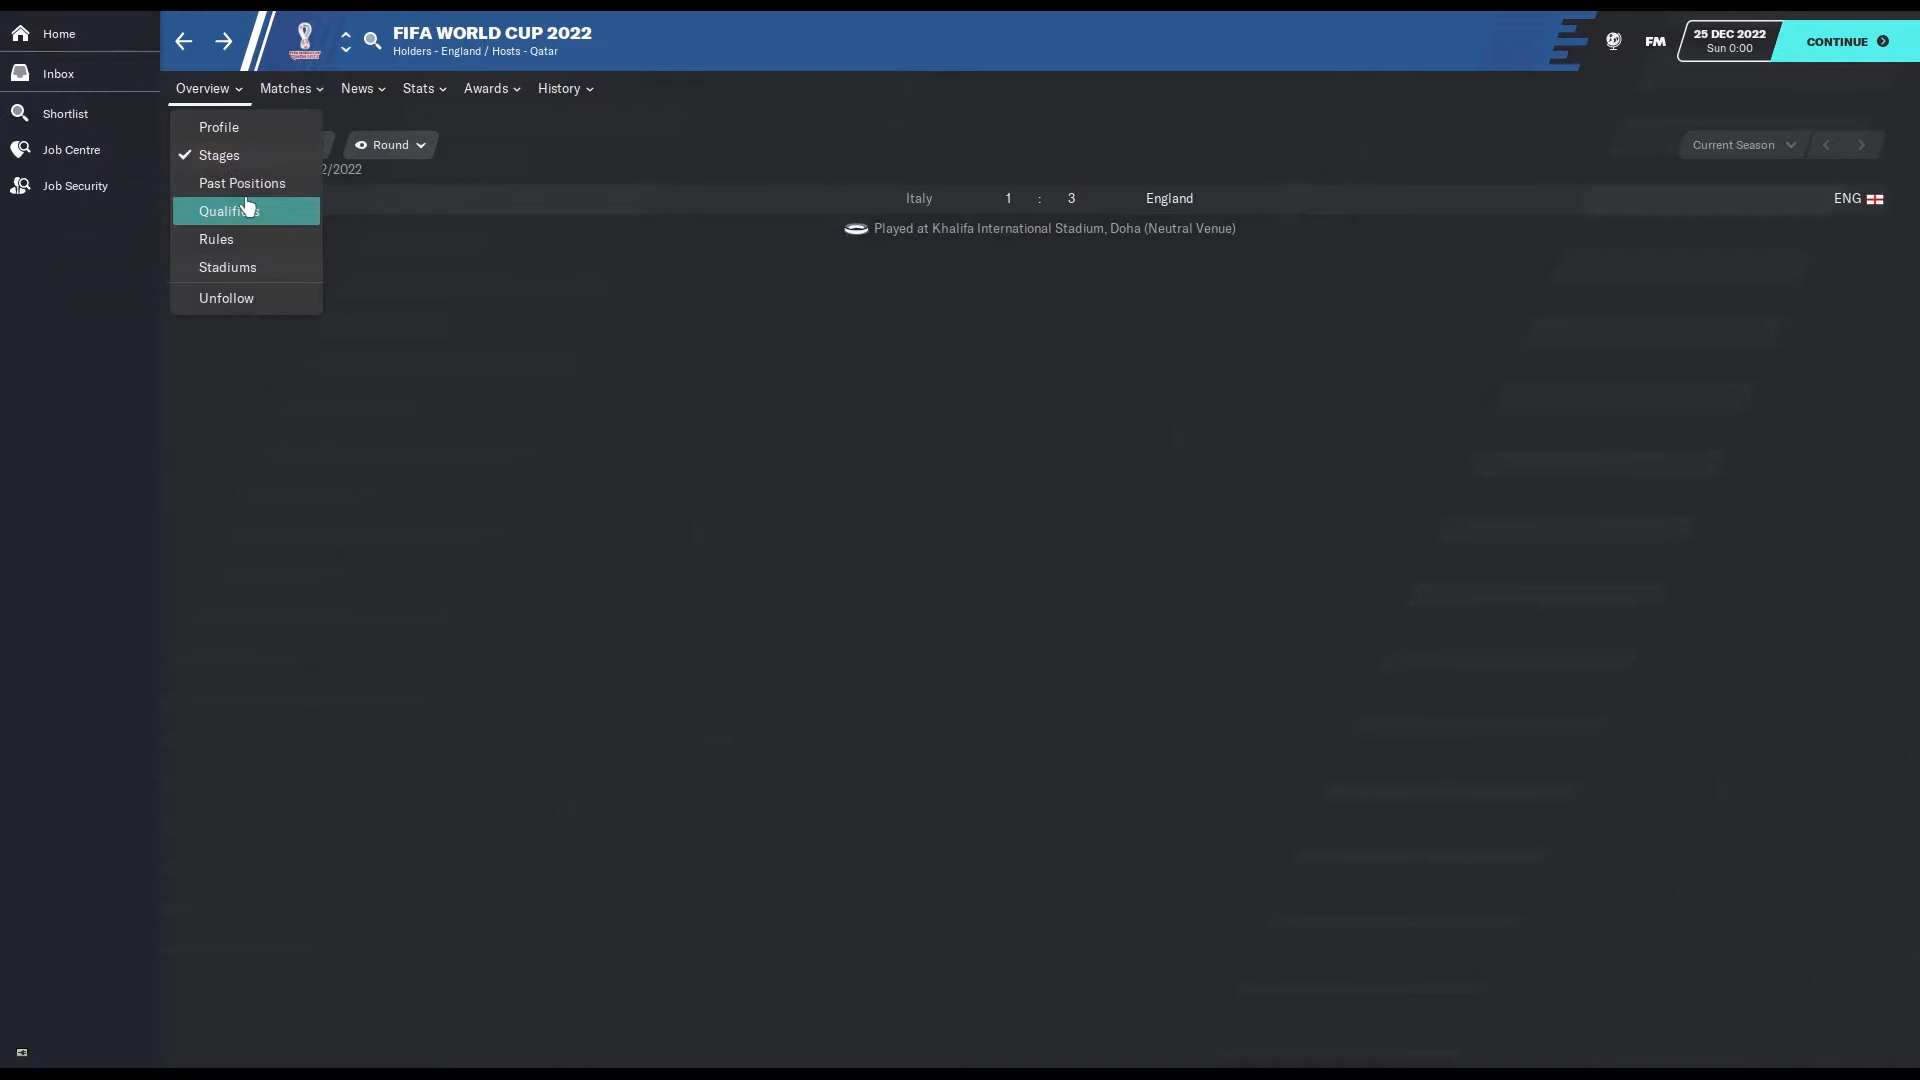 Home
Inbox
Shortlist
Job Centre
Job Security
FIFA WORLD CUP 2022
Holders - England / Hosts - Qatar
FM
25 DEC 2022
Sun 0:00
CONTINUE
Overview
Matches
News
Stats
Awards
History
Profile
Stages
Past Positions
Rules
Stadiums
Unfollow
Round
2/2022
Current Season
Italy 1 : 3 England
ENG
Played at Khalifa International Stadium, Doha (Neutral Venue)